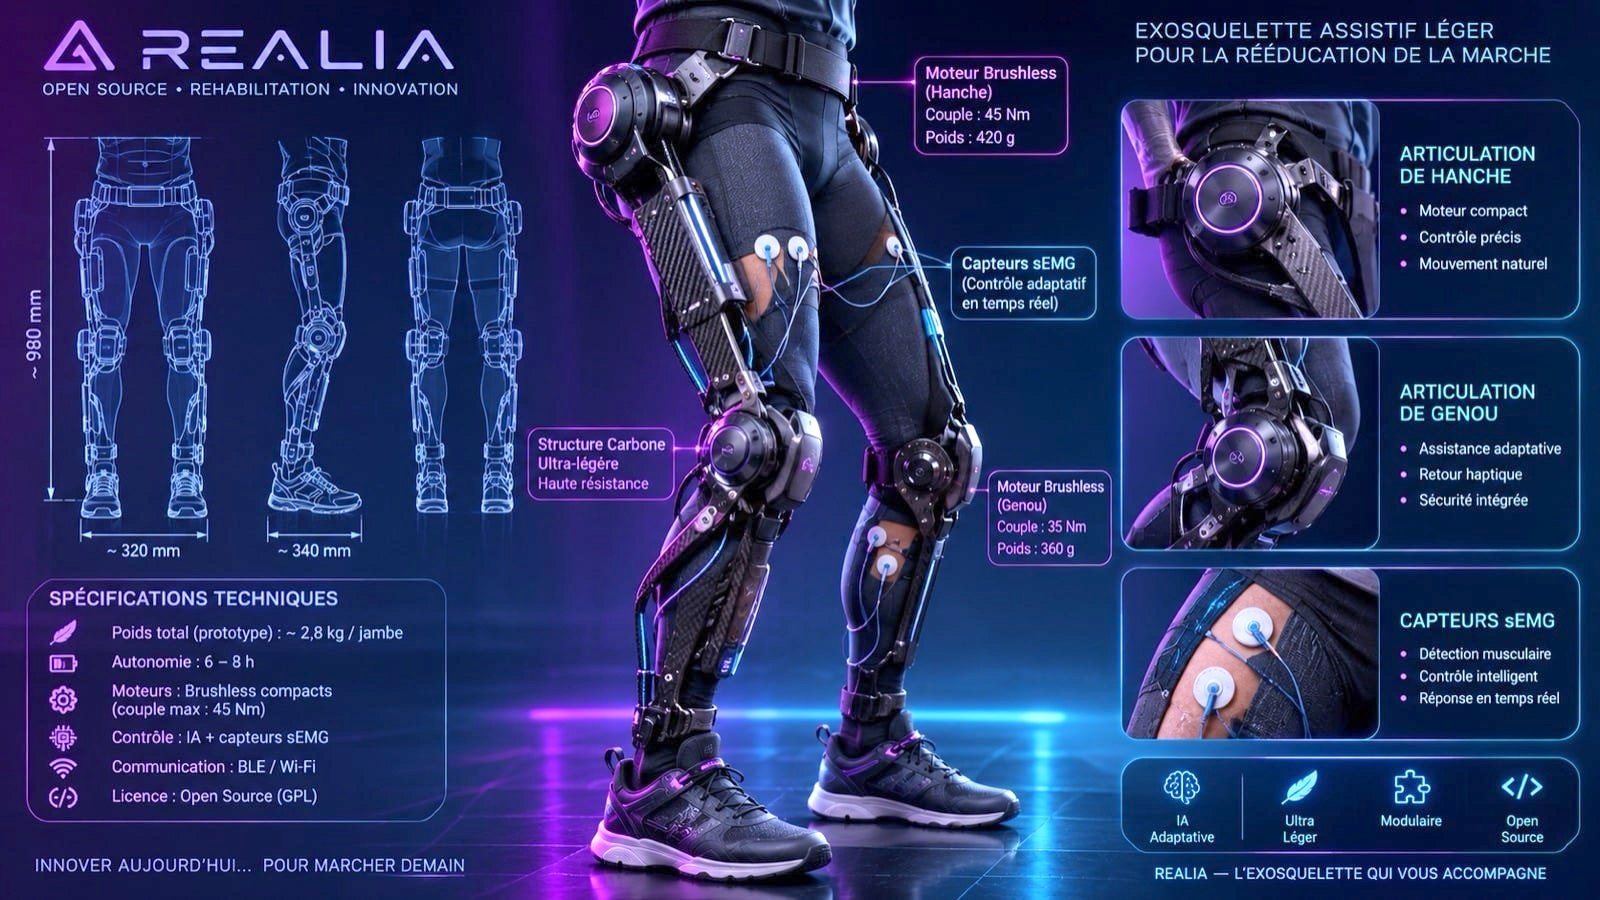 REALIA
OPEN SOURCE • REHABILITATION • INNOVATION
~ 980 mm
~ 320 mm
~ 340 mm
SPÉCIFICATIONS TECHNIQUES
Poids total (prototype) : ~ 2,8 kg / jambe
Autonomie : 6 – 8 h
Moteurs : Brushless compacts
(couple max : 45 Nm)
Contrôle : IA + capteurs sEMG
Communication : BLE / Wi-Fi
Licence : Open Source (GPL)
INNOVER AUJOURD'HUI... POUR MARCHER DEMAIN
Moteur Brushless
(Hanche)
Couple : 45 Nm
Poids : 420 g
Capteurs sEMG
(Contrôle adaptatif
en temps réel)
Structure Carbone
Ultra-légére
Haute résistance
Moteur Brushless
(Genou)
Couple : 35 Nm
Poids : 360 g
EXOSQUELETTE ASSISTIF LÉGER
POUR LA RÉÉDUCATION DE LA MARCHE
ARTICULATION
DE HANCHE
• Moteur compact
• Contrôle précis
• Mouvement naturel
ARTICULATION
DE GENOU
• Assistance adaptative
• Retour haptique
• Sécurité intégrée
CAPTEURS sEMG
• Détection musculaire
• Contrôle intelligent
• Réponse en temps réel
IA
Adaptative
Ultra
Léger
Modulaire
Open
Source
REALIA — L'EXOSQUELETTE QUI VOUS ACCOMPAGNE